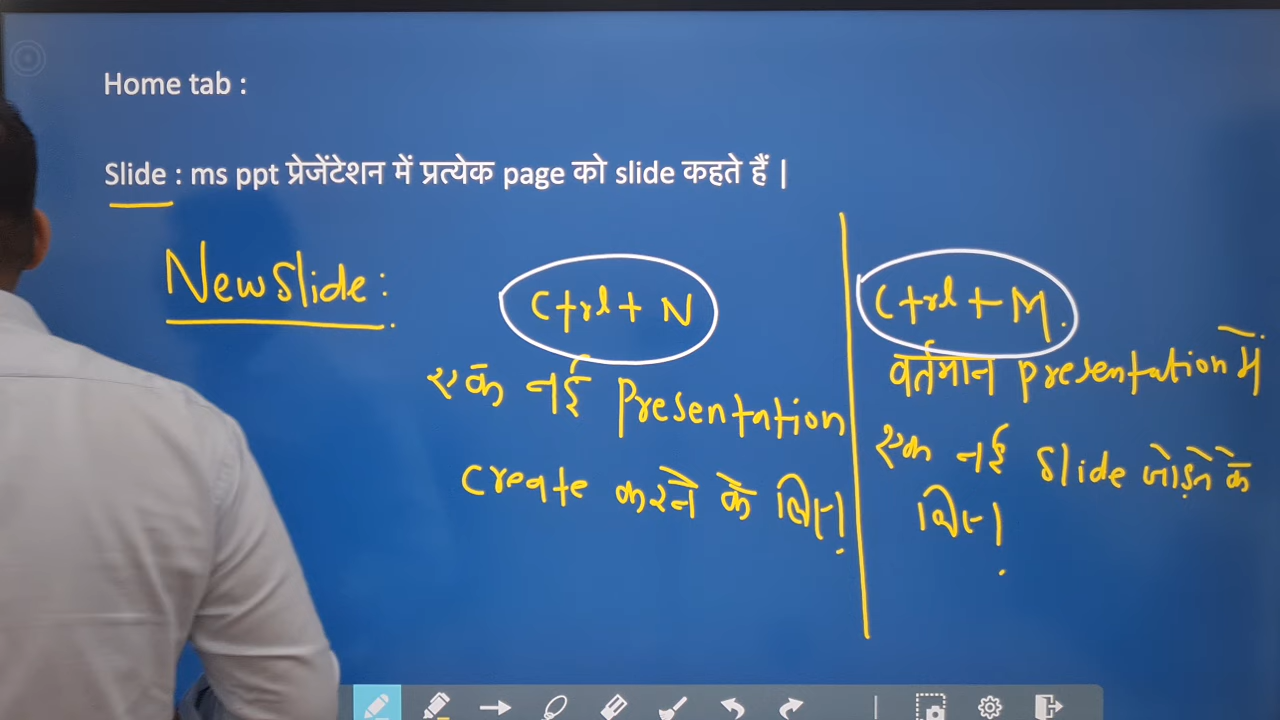 Home tab :
Slide : ms ppt प्रेजेंटेशन में प्रत्येक page को slide कहते हैं |
New Slide :
Ctrl + N
एक नई Presentation
create करने के लिए।
Ctrl + M.
वर्तमान presentation में
एक नई slide जोड़ने के
लिए।